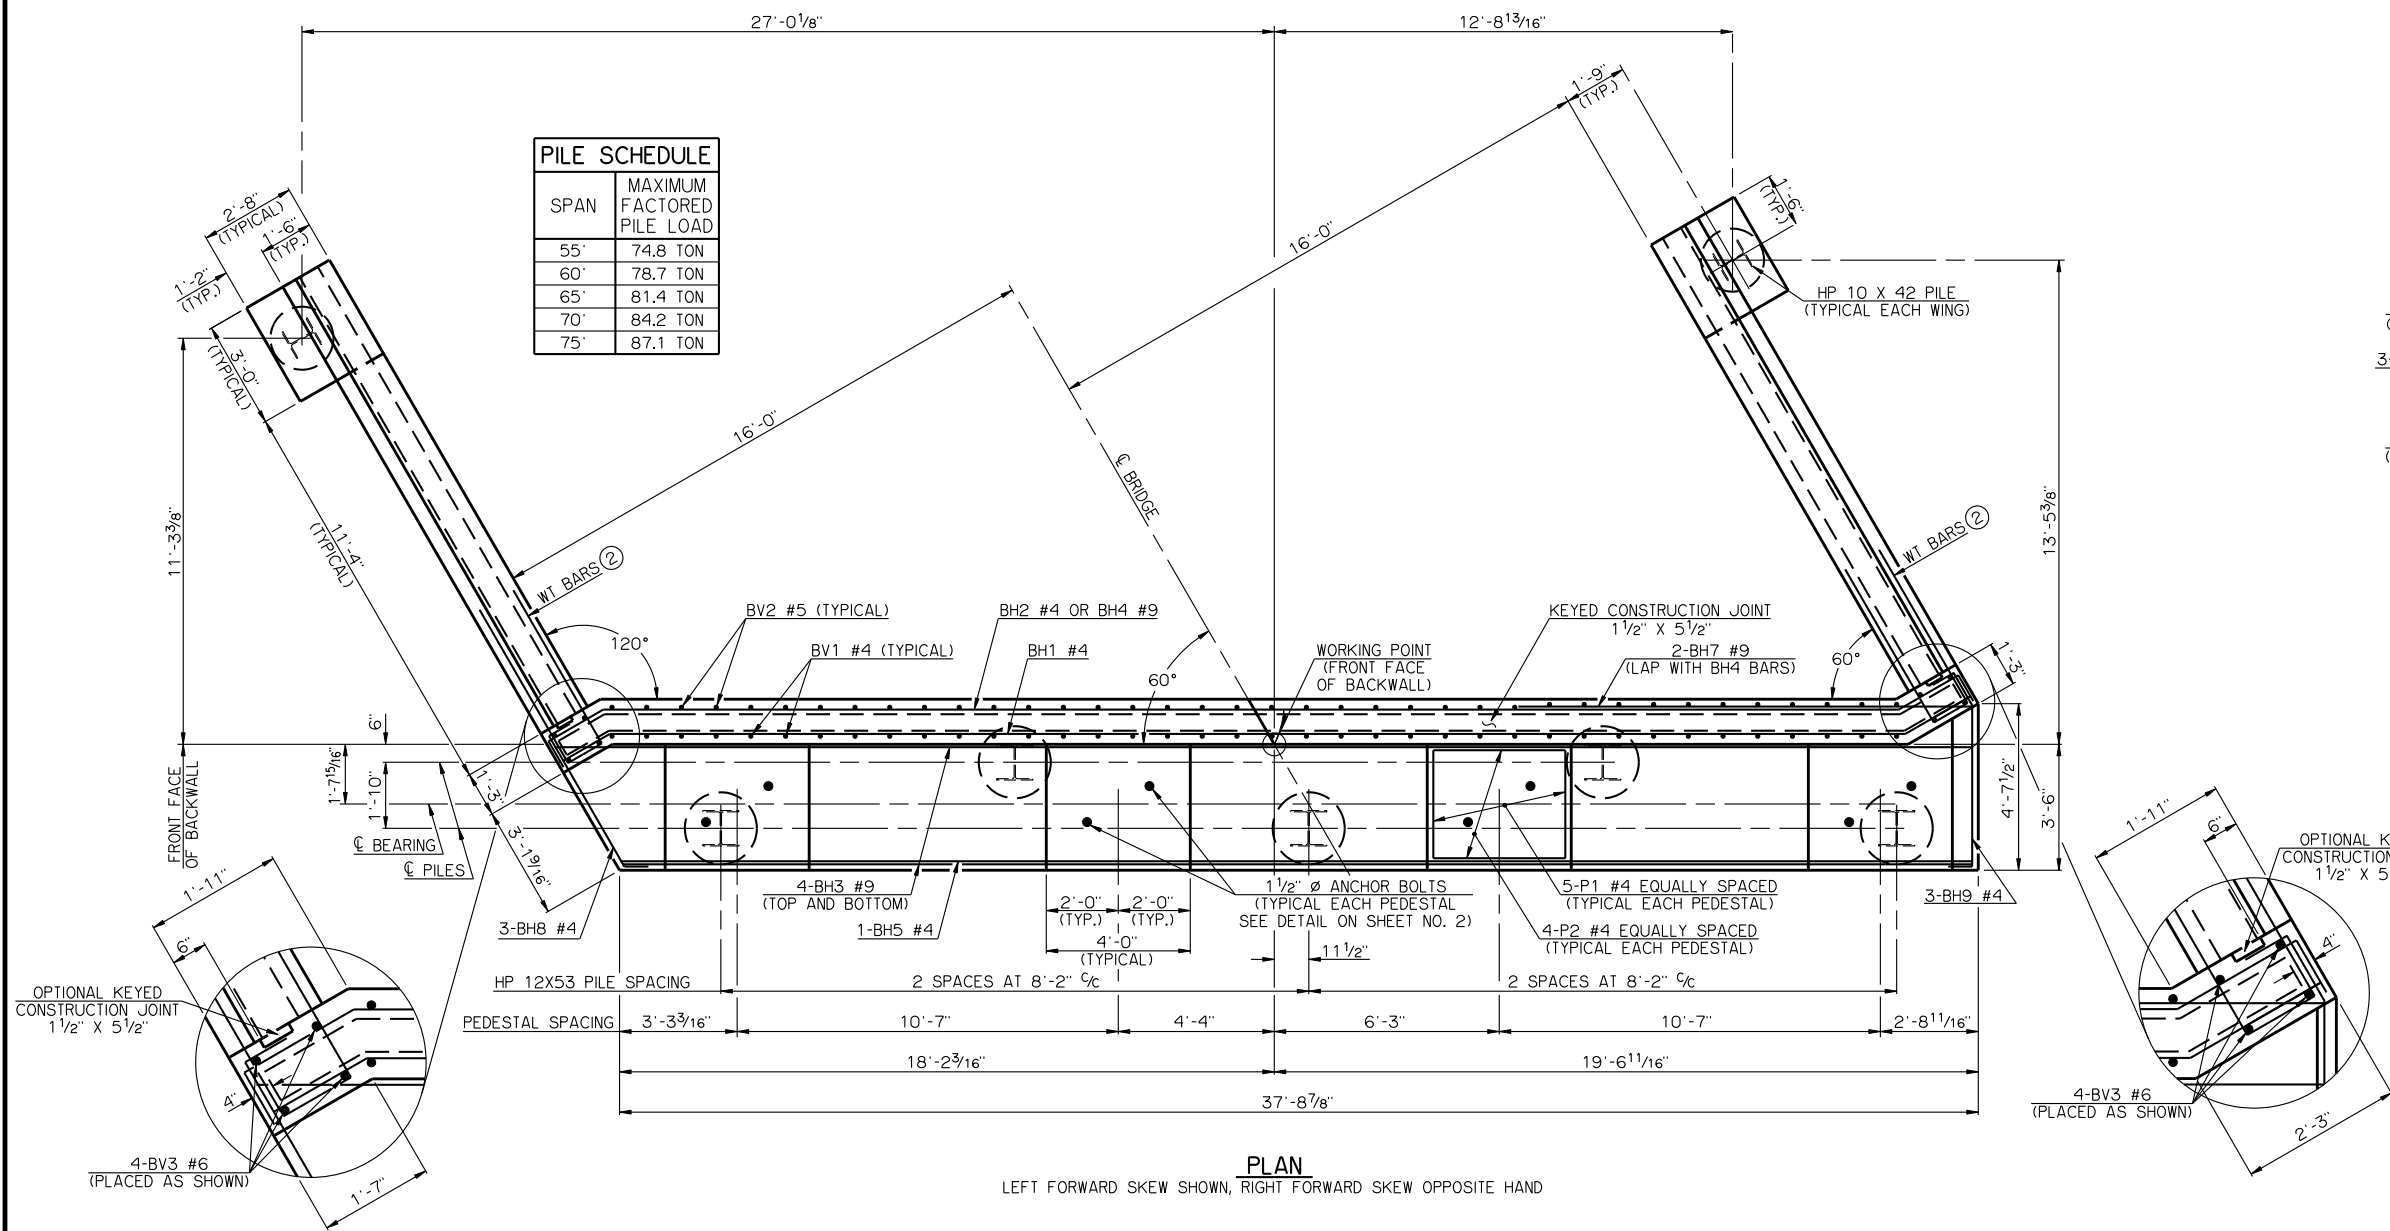 27'-0 1/8"
12'-8 13/16"
1'-9"
(TYP.)
PILE SCHEDULE
SPAN
MAXIMUM
FACTORED
PILE LOAD
55' 74.8 TON
60' 78.7 TON
65' 81.4 TON
70' 84.2 TON
75' 87.1 TON
2'-8"
(TYPICAL)
1'-6"
(TYP.)
1'-2"
(TYP.)
3'-0"
(TYPICAL)
16'-0"
16'-0"
1'-6"
(TYP.)
HP 10 X 42 PILE
(TYPICAL EACH WING)
11'-3 3/8"
11'-4"
(TYPICAL)
℄ BRIDGE
13'-5 3/8"
WT BARS 2
WT BARS 2
120°
BV2 #5 (TYPICAL)
BV1 #4 (TYPICAL)
BH2 #4 OR BH4 #9
BH1 #4
60°
WORKING POINT
(FRONT FACE
OF BACKWALL)
KEYED CONSTRUCTION JOINT
1 1/2" X 5 1/2"
2-BH7 #9
(LAP WITH BH4 BARS)
60°
1'-3"
6"
1'-7 15/16"
1'-10"
FRONT FACE
OF BACKWALL
℄ BEARING
℄ PILES
1'-3"
3'-1 9/16"
4'-7 1/2"
3'-6"
3-BH8 #4
4-BH3 #9
(TOP AND BOTTOM)
1-BH5 #4
2'-0"
(TYP.)
2'-0"
(TYP.)
4'-0"
(TYPICAL)
1 1/2" Ø ANCHOR BOLTS
(TYPICAL EACH PEDESTAL
SEE DETAIL ON SHEET NO. 2)
11 1/2"
5-P1 #4 EQUALLY SPACED
(TYPICAL EACH PEDESTAL)
4-P2 #4 EQUALLY SPACED
(TYPICAL EACH PEDESTAL)
3-BH9 #4
HP 12X53 PILE SPACING
2 SPACES AT 8'-2" C/C
2 SPACES AT 8'-2" C/C
PEDESTAL SPACING
3'-3 3/16"
10'-7"
4'-4"
6'-3"
10'-7"
2'-8 11/16"
18'-2 3/16"
19'-6 11/16"
37'-8 7/8"
1'-11"
6"
OPTIONAL KEYED
CONSTRUCTION JOINT
1 1/2" X 5 1/2"
4"
4-BV3 #6
(PLACED AS SHOWN)
1'-7"
1'-11"
6"
OPTIONAL K
CONSTRUCTION
1 1/2" X 5
4"
4-BV3 #6
(PLACED AS SHOWN)
2'-3"
PLAN
LEFT FORWARD SKEW SHOWN, RIGHT FORWARD SKEW OPPOSITE HAND